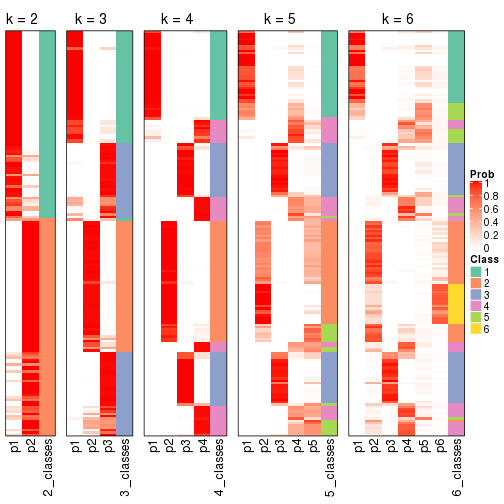 k = 2
k = 3
k = 4
k = 5
k = 6
p1
p2
2_classes
p1
p2
p3
3_classes
p1
p2
p3
p4
4_classes
p1
p2
p3
p4
p5
5_classes
p1
p2
p3
p4
p5
p6
6_classes
Prob
1
0.8
0.6
0.4
0.2
0
Class
1
2
3
4
5
6